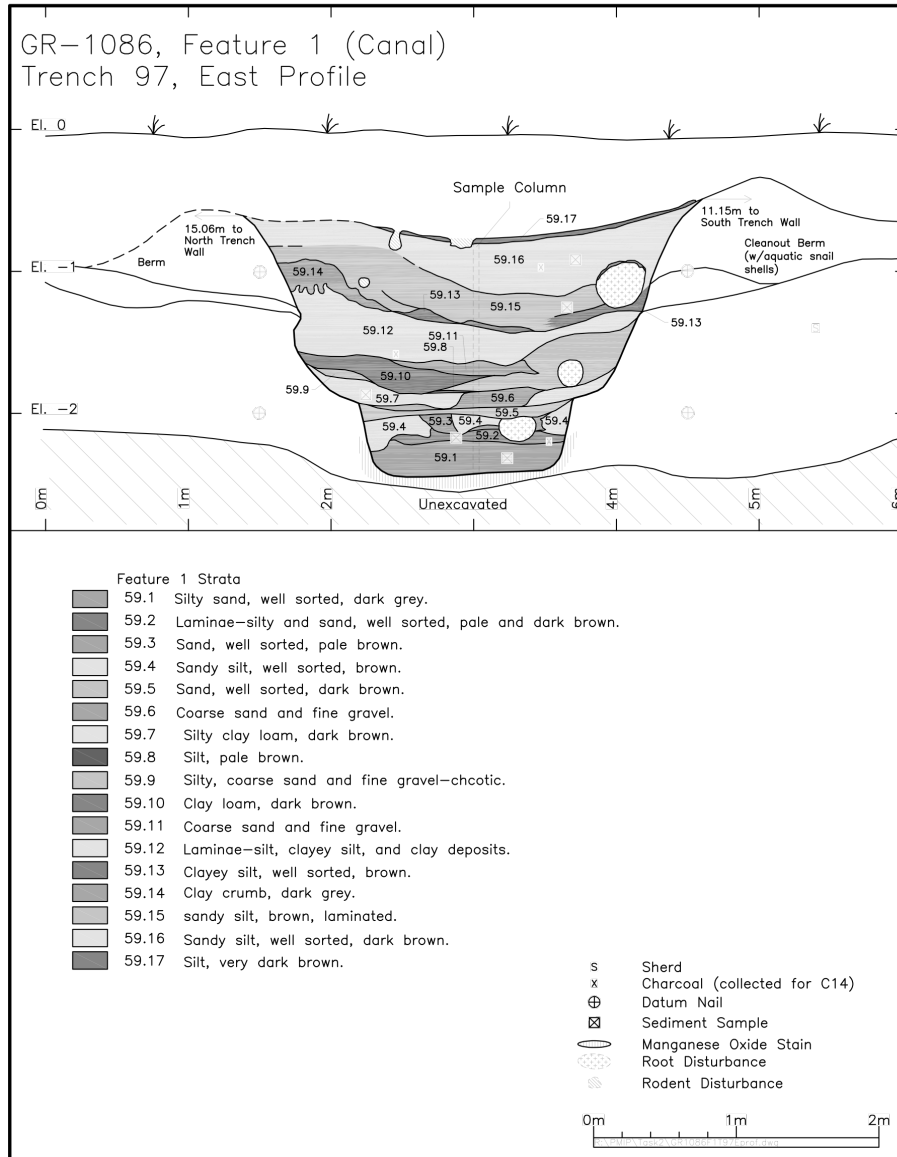 GR-1086, Feature 1 (Canal)
Trench 97, East Profile
El. 0
Sample Column
59.17
15.06m to
North Trench
Wall
11.15m to
South Trench Wall
Berm
59.16
Cleanout Berm
(w/aquatic snail
shells)
El. -1
59.14
59.13
59.15
59.13
59.12
59.11
59.8
59.10
59.9
59.7
59.6
El. -2
59.5
59.4
59.3
59.4
59.4
59.2
59.1
0m
1m
2m
Unexcavated
4m
5m
6m
Feature 1 Strata
59.1 Silty sand, well sorted, dark grey.
59.2 Laminae-silty and sand, well sorted, pale and dark brown.
59.3 Sand, well sorted, pale brown.
59.4 Sandy silt, well sorted, brown.
59.5 Sand, well sorted, dark brown.
59.6 Coarse sand and fine gravel.
59.7 Silty clay loam, dark brown.
59.8 Silt, pale brown.
59.9 Silty, coarse sand and fine gravel-chcotic.
59.10 Clay loam, dark brown.
59.11 Coarse sand and fine gravel.
59.12 Laminae-silt, clayey silt, and clay deposits.
59.13 Clayey silt, well sorted, brown.
59.14 Clay crumb, dark grey.
59.15 sandy silt, brown, laminated.
59.16 Sandy silt, well sorted, dark brown.
59.17 Silt, very dark brown.
S Sherd
x Charcoal (collected for C14)
Datum Nail
Sediment Sample
Manganese Oxide Stain
Root Disturbance
Rodent Disturbance
0m 1m 2m